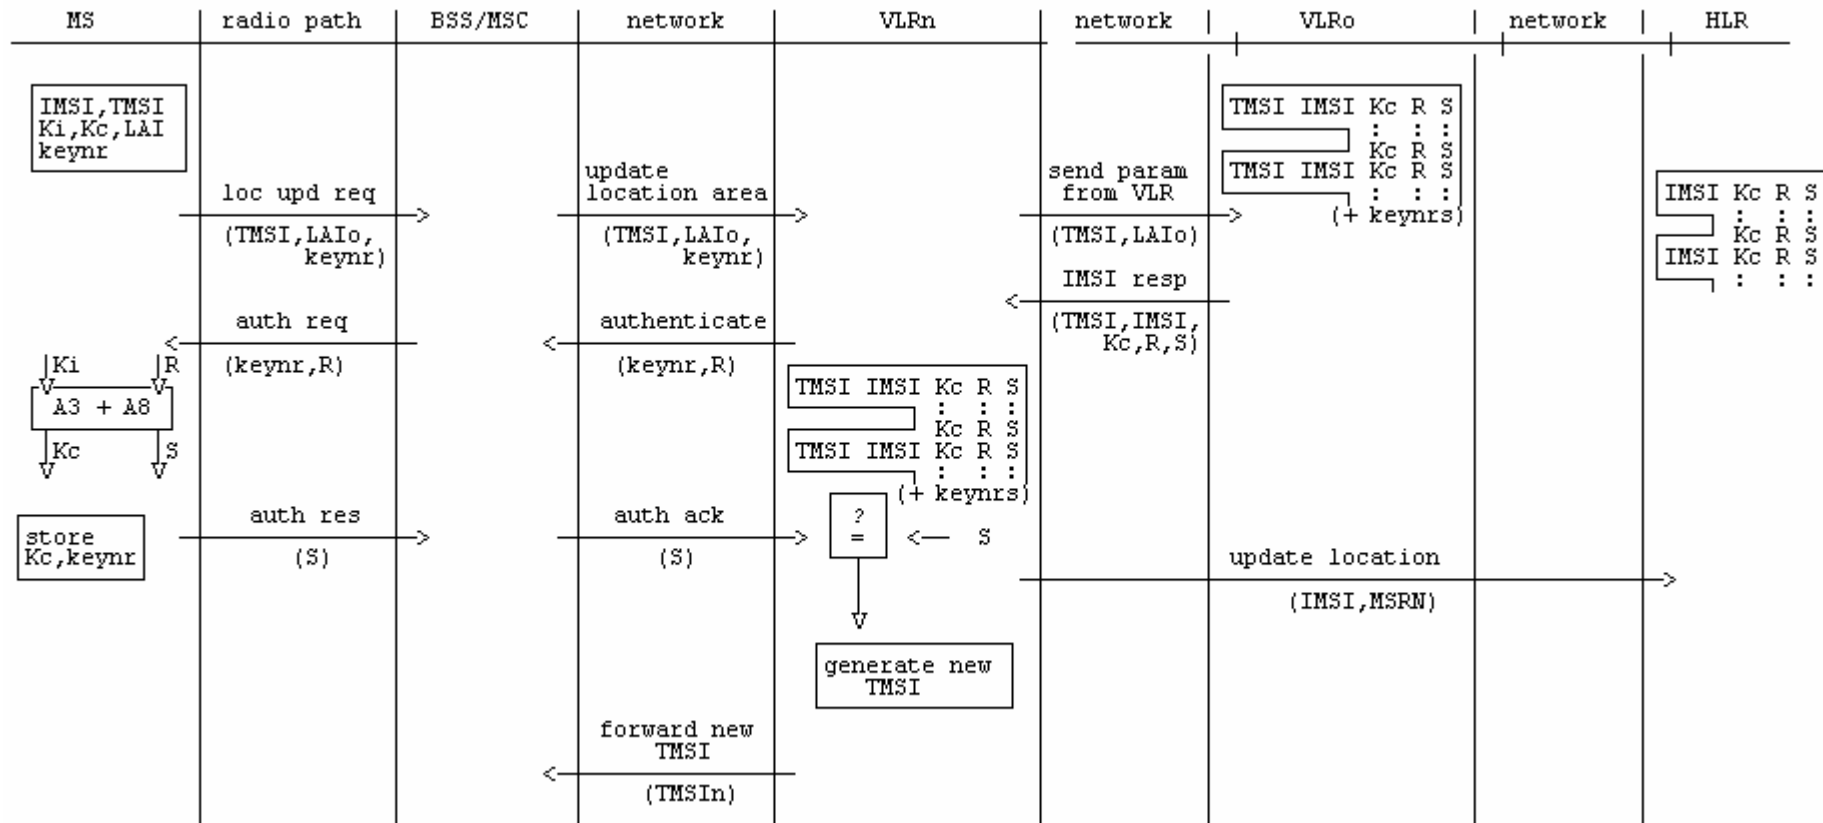 MS radio path BSS/MSC network VLRn network VLRo network HLR
IMSI,TMSI
Ki,Kc,LAI
keynr
TMSI IMSI Kc R S
: : :
Kc R S
TMSI IMSI Kc R S
: : :
(+ keynrs)
IMSI Kc R S
: : :
Kc R S
IMSI Kc R S
: : :
loc upd req
(TMSI,LAIo,
keynr)
update
location area
(TMSI,LAIo,
keynr)
send param
from VLR
(TMSI,LAIo)
IMSI resp
(TMSI,IMSI,
Kc,R,S)
auth req
(keynr,R)
authenticate
(keynr,R)
Ki R
A3 + A8
Kc S
TMSI IMSI Kc R S
: : :
Kc R S
TMSI IMSI Kc R S
: : :
(+ keynrs)
store
Kc,keynr
auth res
(S)
auth ack
(S)
?
=
S
update location
(IMSI,MSRN)
generate new
TMSI
forward new
TMSI
(TMSIn)